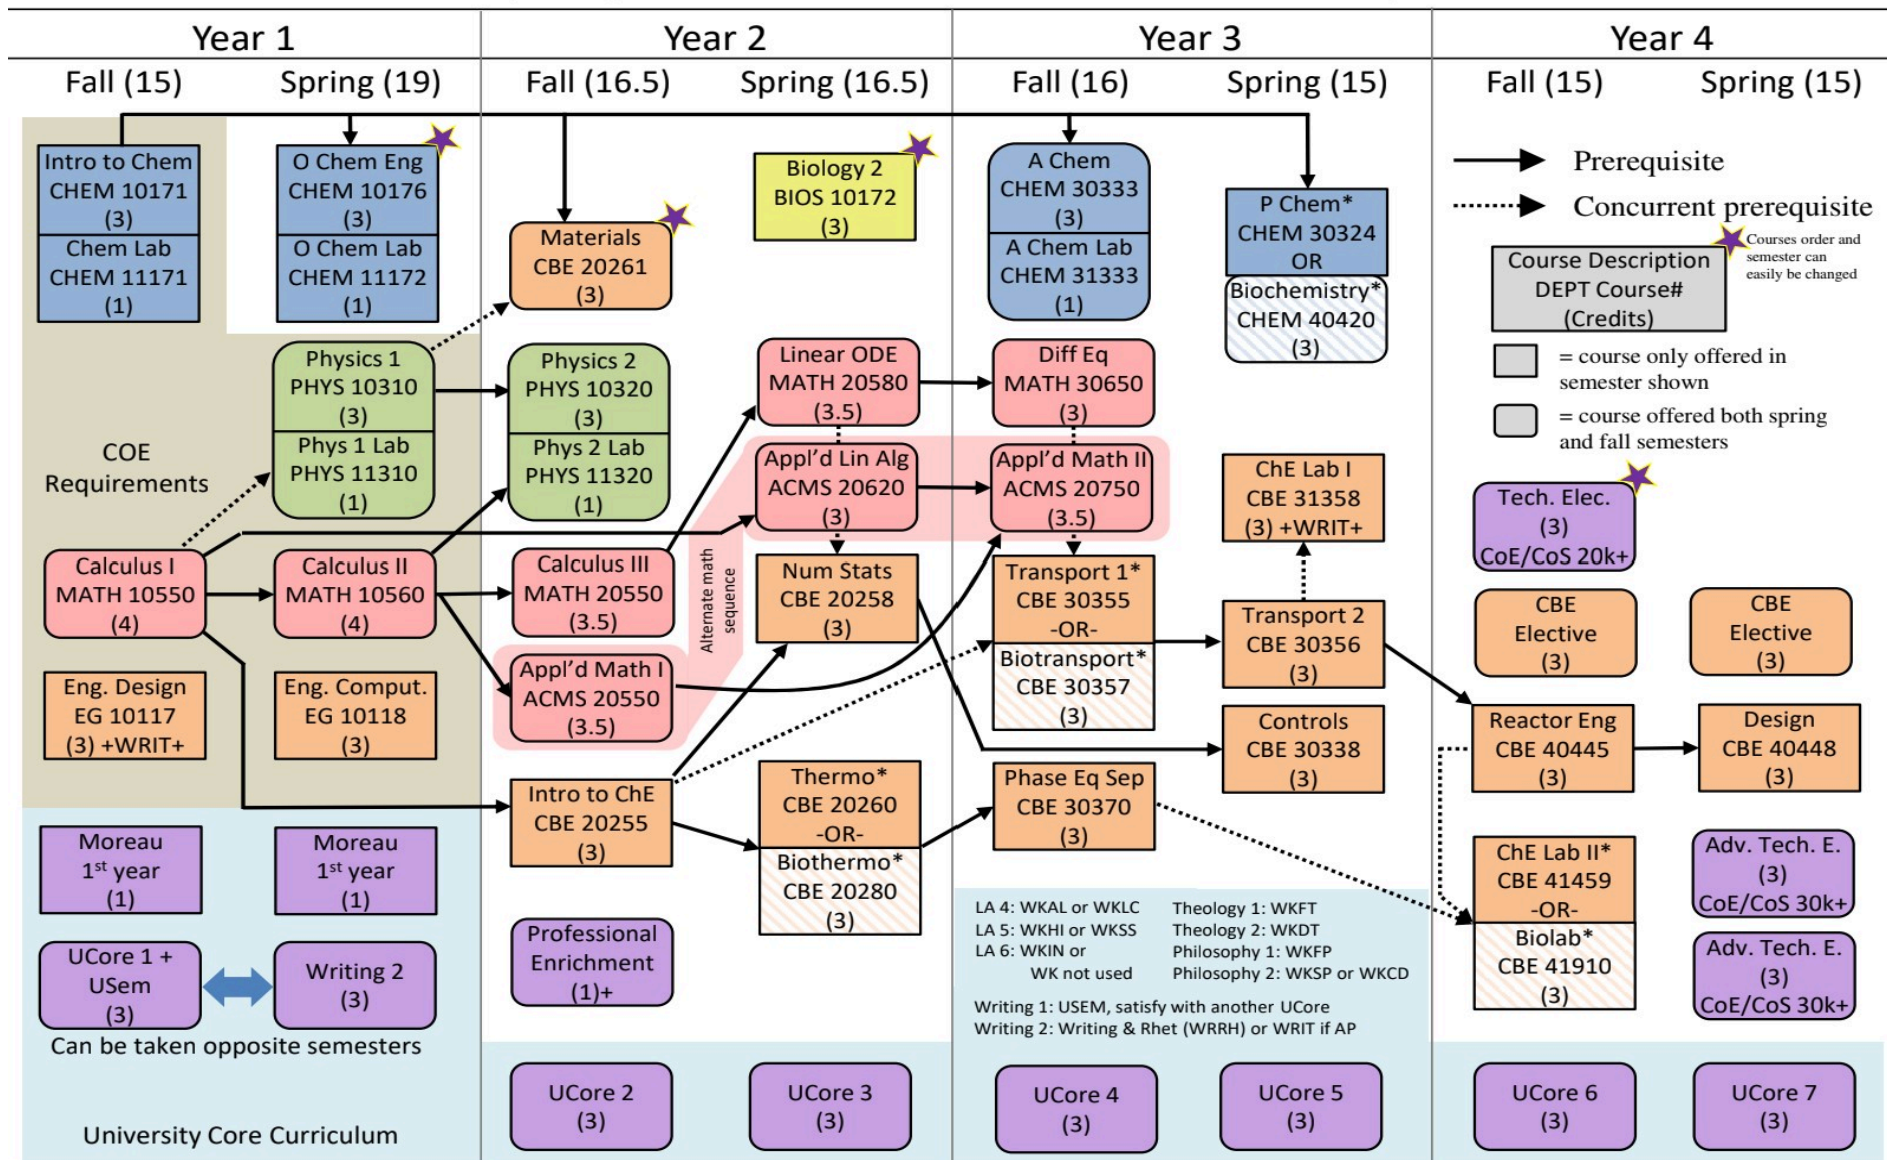 Year 1
Year 2
Year 3
Year 4
Fall (15)
Spring (19)
Fall (16.5)
Spring (16.5)
Fall (16)
Spring (15)
Fall (15)
Spring (15)
Intro to Chem
CHEM 10171
(3)
Chem Lab
CHEM 11171
(1)
COE
Requirements
Calculus I
MATH 10550
(4)
Eng. Design
EG 10117
(3) +WRIT+
Moreau
1st year
(1)
UCore 1 +
USem
(3)
Can be taken opposite semesters
University Core Curriculum
O Chem Eng
CHEM 10176
(3)
O Chem Lab
CHEM 11172
(1)
Physics 1
PHYS 10310
(3)
Phys 1 Lab
PHYS 11310
(1)
Calculus II
MATH 10560
(4)
Eng. Comput.
EG 10118
(3)
Moreau
1st year
(1)
Writing 2
(3)
Materials
CBE 20261
(3)
Physics 2
PHYS 10320
(3)
Phys 2 Lab
PHYS 11320
(1)
Calculus III
MATH 20550
(3.5)
Appl'd Math I
ACMS 20550
(3.5)
Alternate math
sequence
Intro to ChE
CBE 20255
(3)
Professional
Enrichment
(1)+
UCore 2
(3)
Biology 2
BIOS 10172
(3)
Linear ODE
MATH 20580
(3.5)
Appl'd Lin Alg
ACMS 20620
(3)
Num Stats
CBE 20258
(3)
Thermo*
CBE 20260
-OR-
Biothermo*
CBE 20280
(3)
UCore 3
(3)
A Chem
CHEM 30333
(3)
A Chem Lab
CHEM 31333
(1)
Diff Eq
MATH 30650
(3)
Appl'd Math II
ACMS 20750
(3.5)
Transport 1*
CBE 30355
-OR-
Biotransport*
CBE 30357
(3)
Phase Eq Sep
CBE 30370
(3)
LA 4: WKAL or WKLC
LA 5: WKHI or WKSS
LA 6: WKIN or
WK not used
Theology 1: WKFT
Theology 2: WKDT
Philosophy 1: WKFP
Philosophy 2: WKSP or WKCD
Writing 1: USEM, satisfy with another UCore
Writing 2: Writing & Rhet (WRRH) or WRIT if AP
UCore 4
(3)
P Chem*
CHEM 30324
OR
Biochemistry*
CHEM 40420
(3)
ChE Lab I
CBE 31358
(3) +WRIT+
Transport 2
CBE 30356
(3)
Controls
CBE 30338
(3)
UCore 5
(3)
Prerequisite
Concurrent prerequisite
Courses order and
semester can
easily be changed
Course Description
DEPT Course#
(Credits)
= course only offered in
semester shown
= course offered both spring
and fall semesters
Tech. Elec.
(3)
CoE/CoS 20k+
CBE
Elective
(3)
Reactor Eng
CBE 40445
(3)
ChE Lab II*
CBE 41459
-OR-
Biolab*
CBE 41910
(3)
UCore 6
(3)
CBE
Elective
(3)
Design
CBE 40448
(3)
Adv. Tech. E.
(3)
CoE/CoS 30k+
Adv. Tech. E.
(3)
CoE/CoS 30k+
UCore 7
(3)